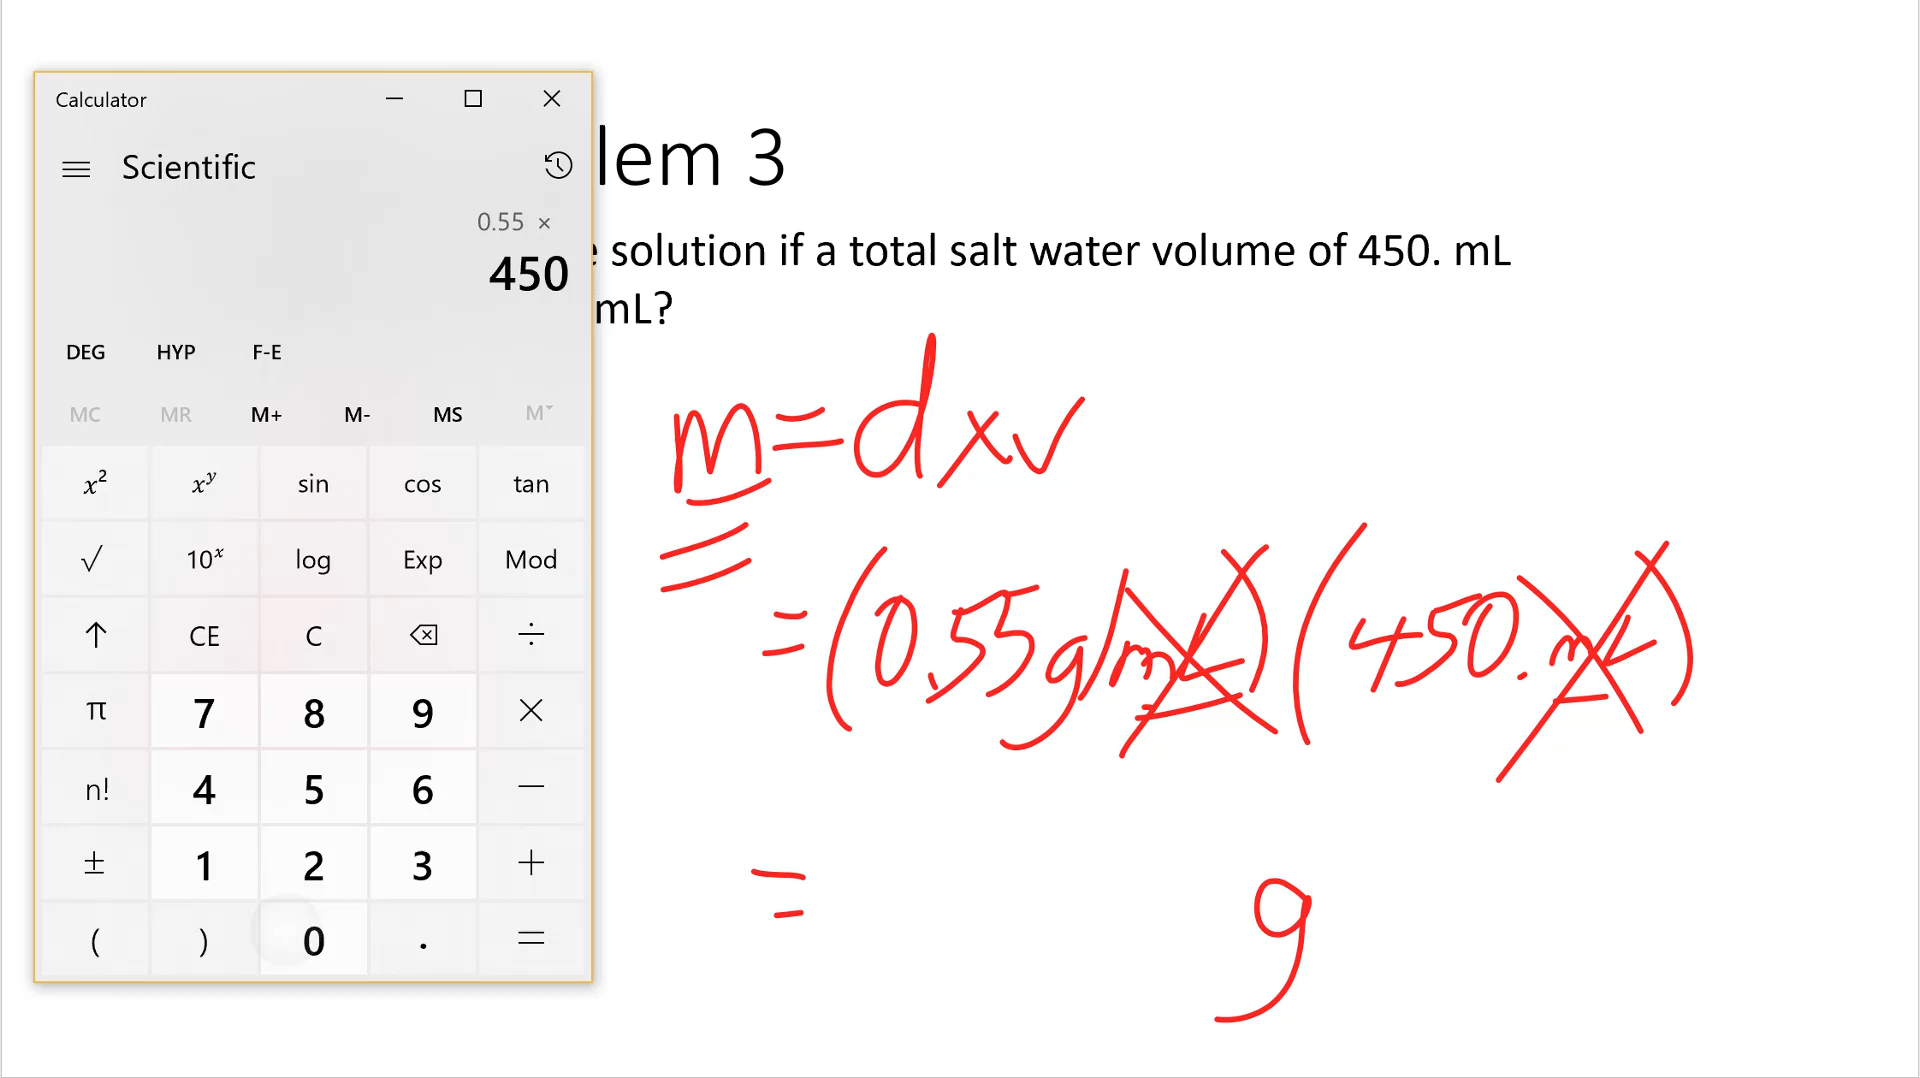 Calculator
Scientific
0.55 ×
450
DEG HYP F-E
MC MR M+ M- MS M˅
x² xʸ sin cos tan
√ 10ˣ log Exp Mod
↑ CE C ÷
π 7 8 9 ×
n! 4 5 6 −
± 1 2 3 +
( ) 0 . =
lem 3
solution if a total salt water volume of 450. mL
mL?
m = d x v
= (0.55 g/mL) (450. mL)
= g